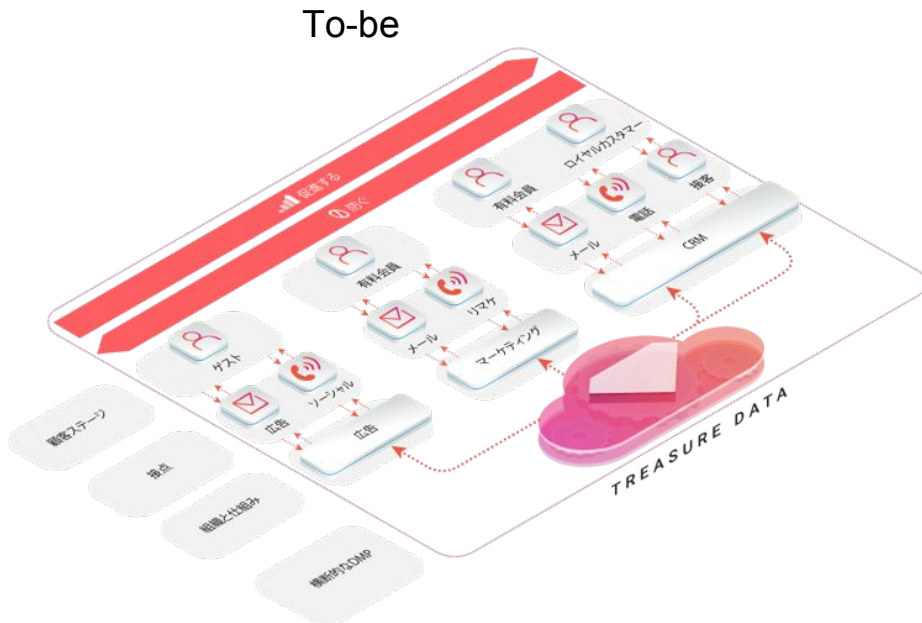 To-be
促進する
防ぐ
ロイヤルカスタマー
有料会員
接客
電話
メール
CRM
有料会員
リマケ
メール
マーケティング
ゲスト
ソーシャル
広告
広告
TREASURE DATA
顧客ステージ
接点
組織と仕組み
横断的なDMP